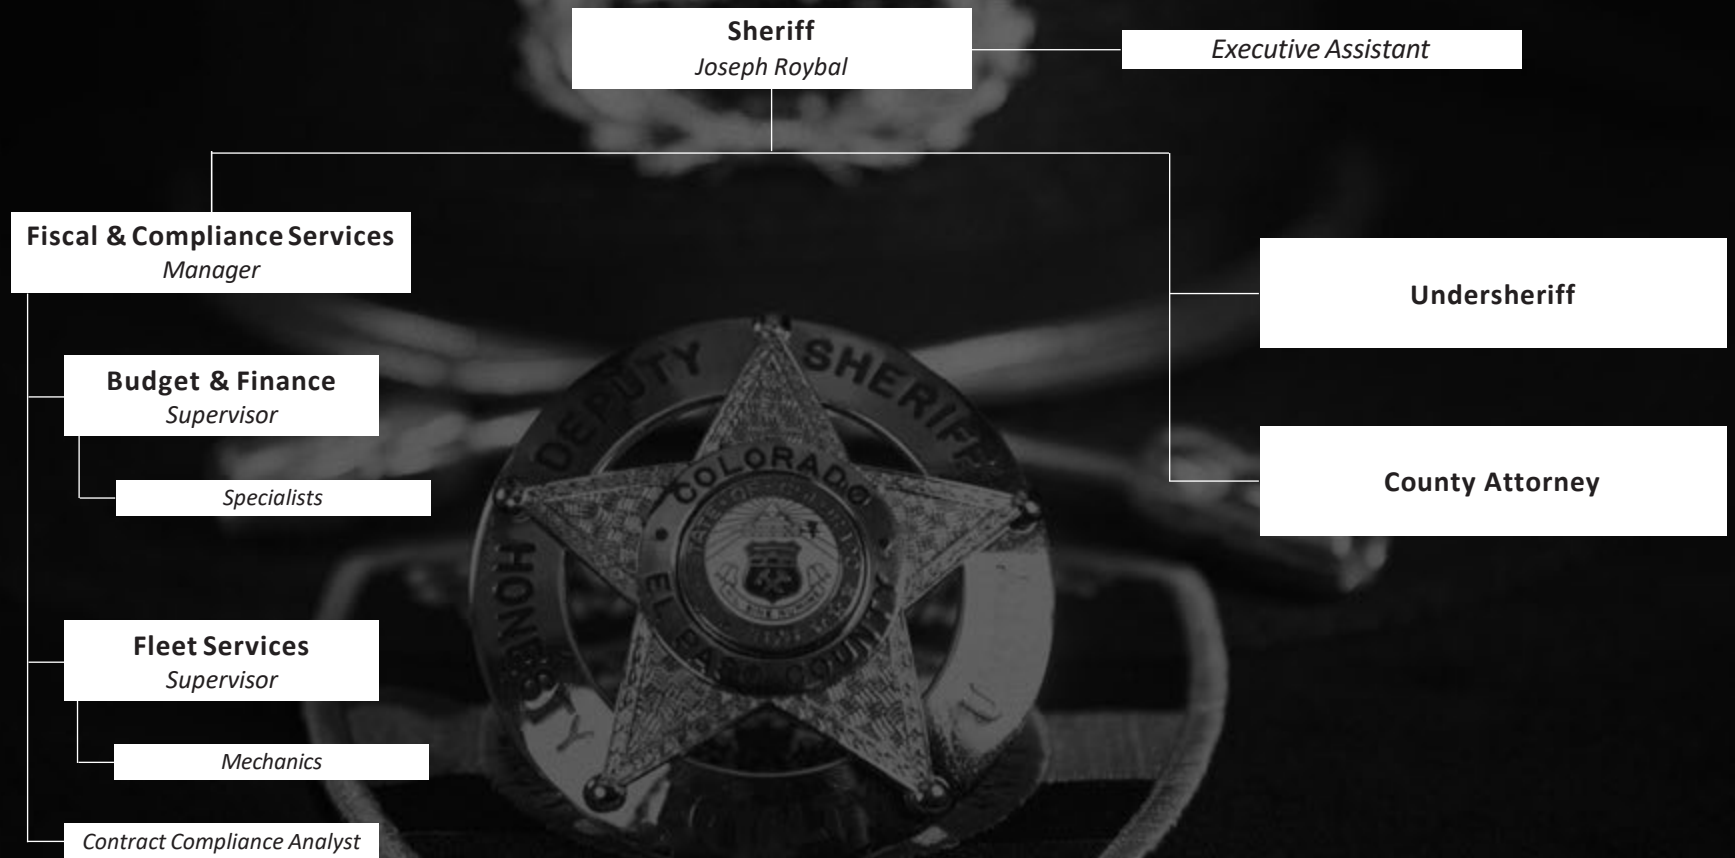 Sheriff
Joseph Roybal
Executive Assistant
Fiscal & Compliance Services
Manager
Undersheriff
Budget & Finance
Supervisor
County Attorney
Specialists
Fleet Services
Supervisor
Mechanics
Contract Compliance Analyst
DEPUTY SHERIFF
HONESTY
COLORADO
EL PASO COUNTY